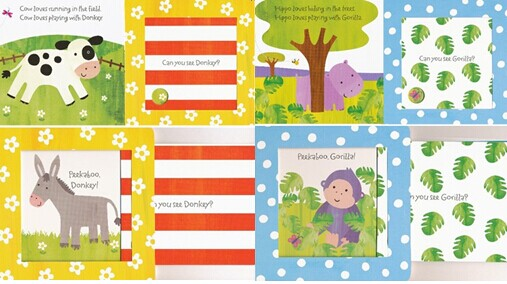 Cow loves running in the field.
Cow loves playing with Donkey.
Can you see Donkey?
Hippo loves hiding in the trees.
Hippo loves playing with Gorilla.
Can you see Gorilla?
Peekaboo,
Donkey!
you see Donkey?
Peekaboo, Gorilla!
you see Gorilla?